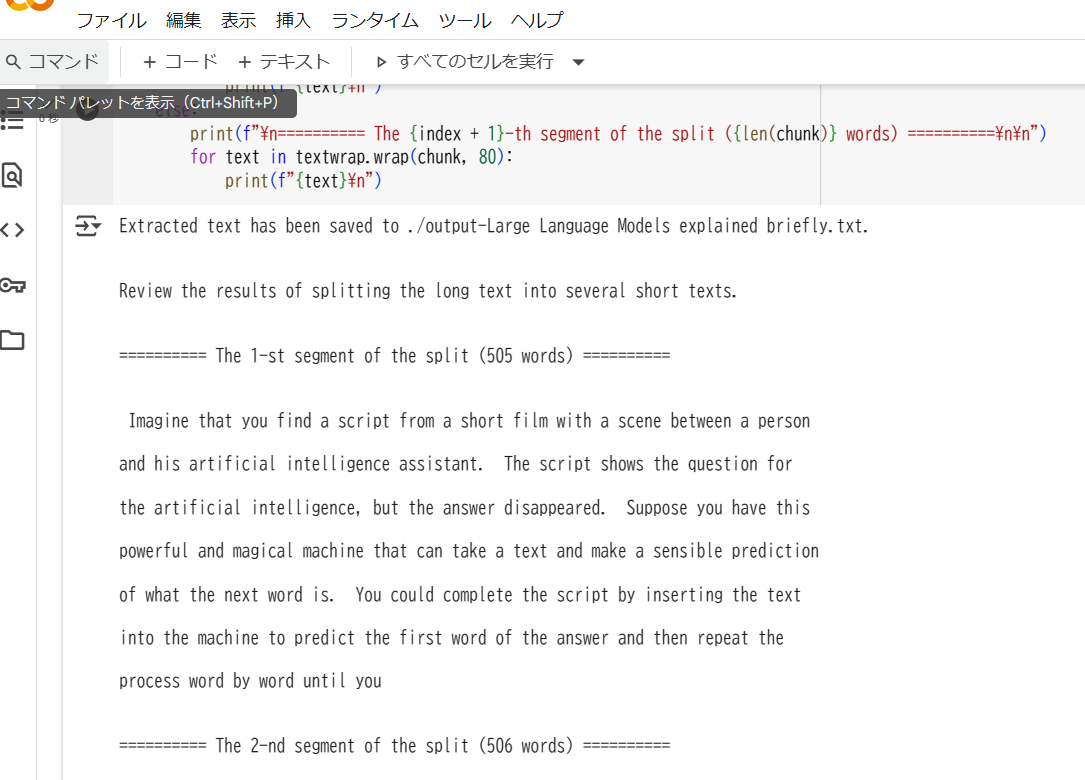 ファイル 編集 表示 挿入 ランタイム ツール ヘルプ
コマンド + コード + テキスト すべてのセルを実行
コマンド パレットを表示 (Ctrl+Shift+P)
0 秒
print(f"{text}¥n")
else:
print(f"¥n========== The {index + 1}-th segment of the split ({len(chunk)} words) ==========¥n¥n")
for text in textwrap.wrap(chunk, 80):
print(f"{text}¥n")
Extracted text has been saved to ./output-Large Language Models explained briefly.txt.
Review the results of splitting the long text into several short texts.
========== The 1-st segment of the split (505 words) ==========
Imagine that you find a script from a short film with a scene between a person
and his artificial intelligence assistant.  The script shows the question for
the artificial intelligence, but the answer disappeared.  Suppose you have this
powerful and magical machine that can take a text and make a sensible prediction
of what the next word is.  You could complete the script by inserting the text
into the machine to predict the first word of the answer and then repeat the
process word by word until you
========== The 2-nd segment of the split (506 words) ==========